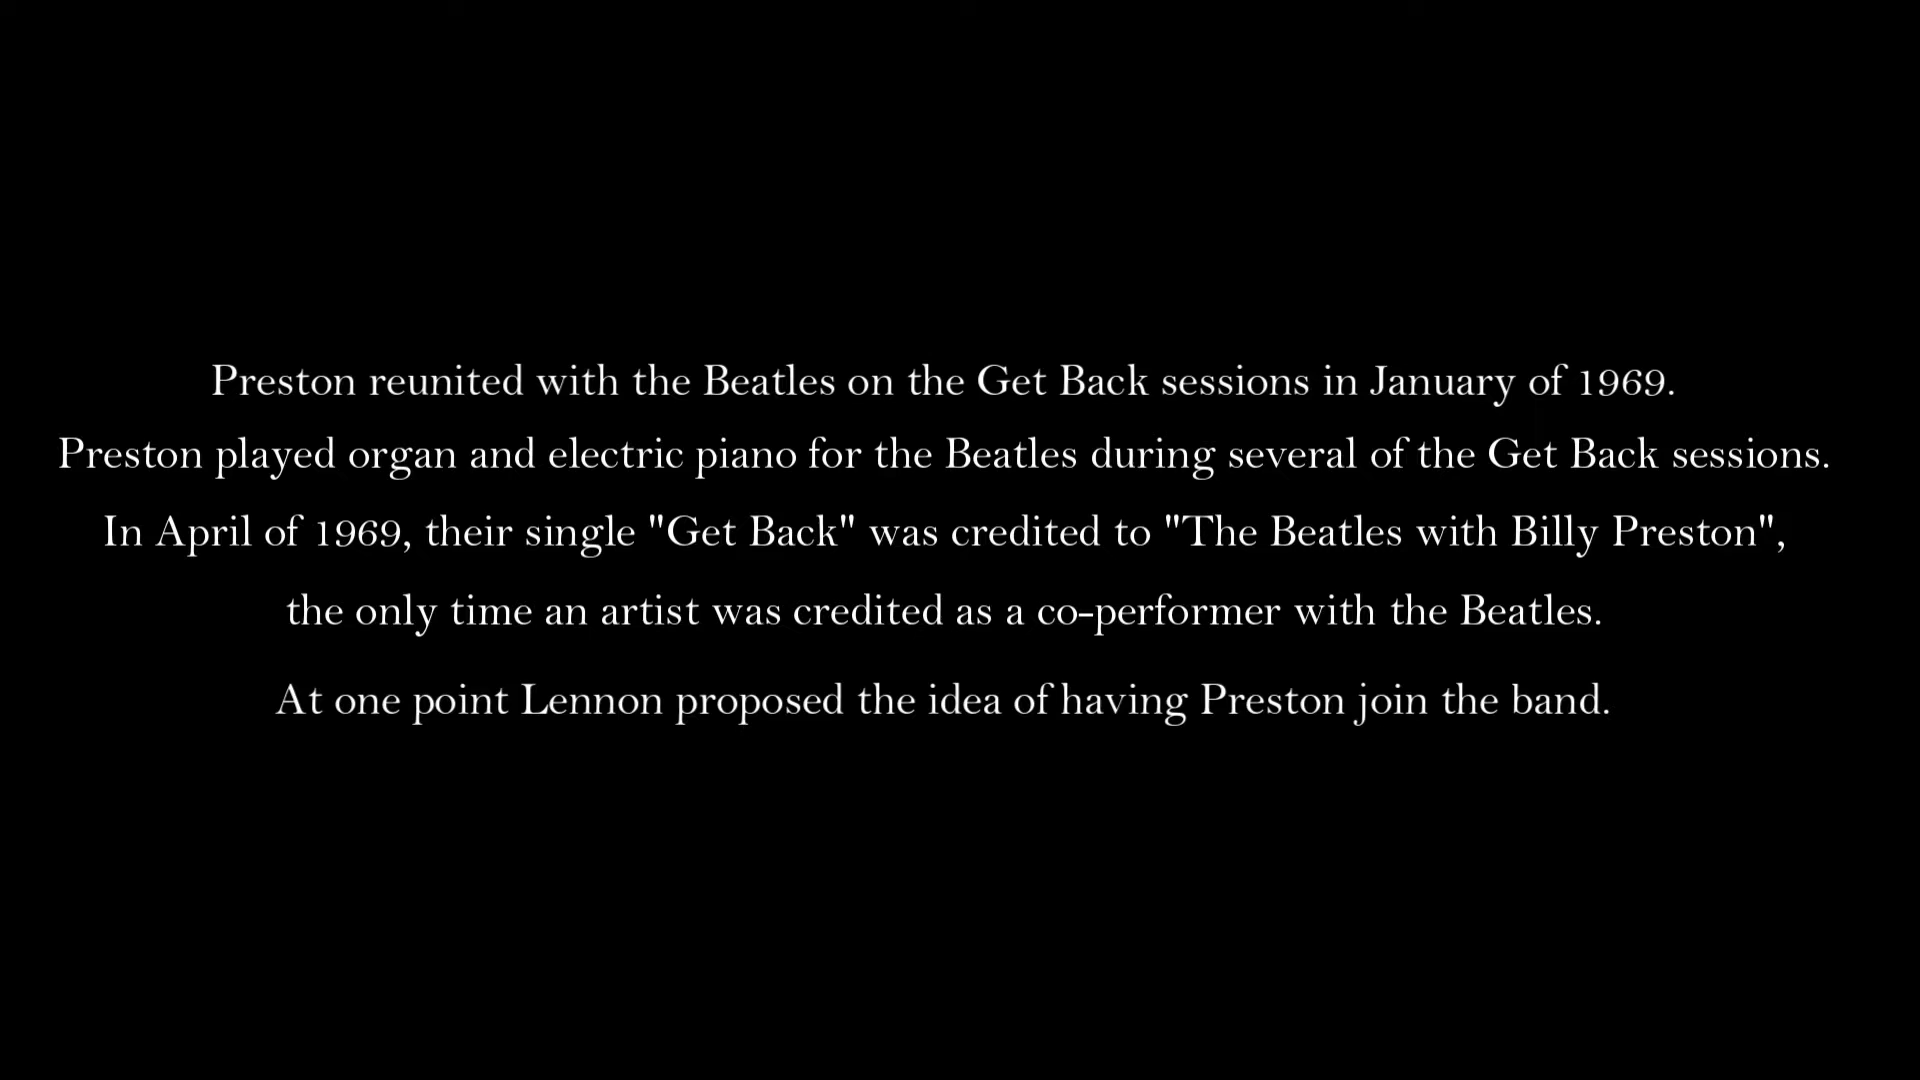 Preston reunited with the Beatles on the Get Back sessions in January of 1969.
Preston played organ and electric piano for the Beatles during several of the Get Back sessions.
In April of 1969, their single "Get Back" was credited to "The Beatles with Billy Preston",
the only time an artist was credited as a co-performer with the Beatles.
At one point Lennon proposed the idea of having Preston join the band.